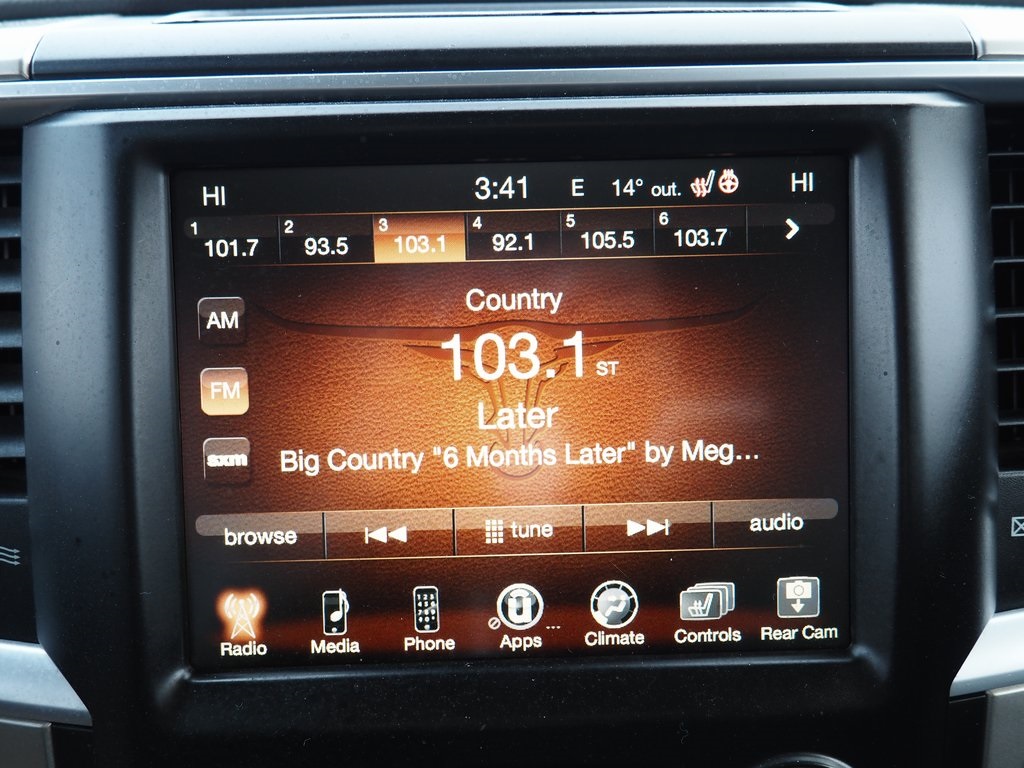 HI 3:41 E 14° out. HI
1 101.7 2 93.5 3 103.1 4 92.1 5 105.5 6 103.7
Country
AM
103.1 ST
FM
Later
sxm
Big Country "6 Months Later" by Meg...
browse tune audio
Radio Media Phone Apps ... Climate Controls Rear Cam